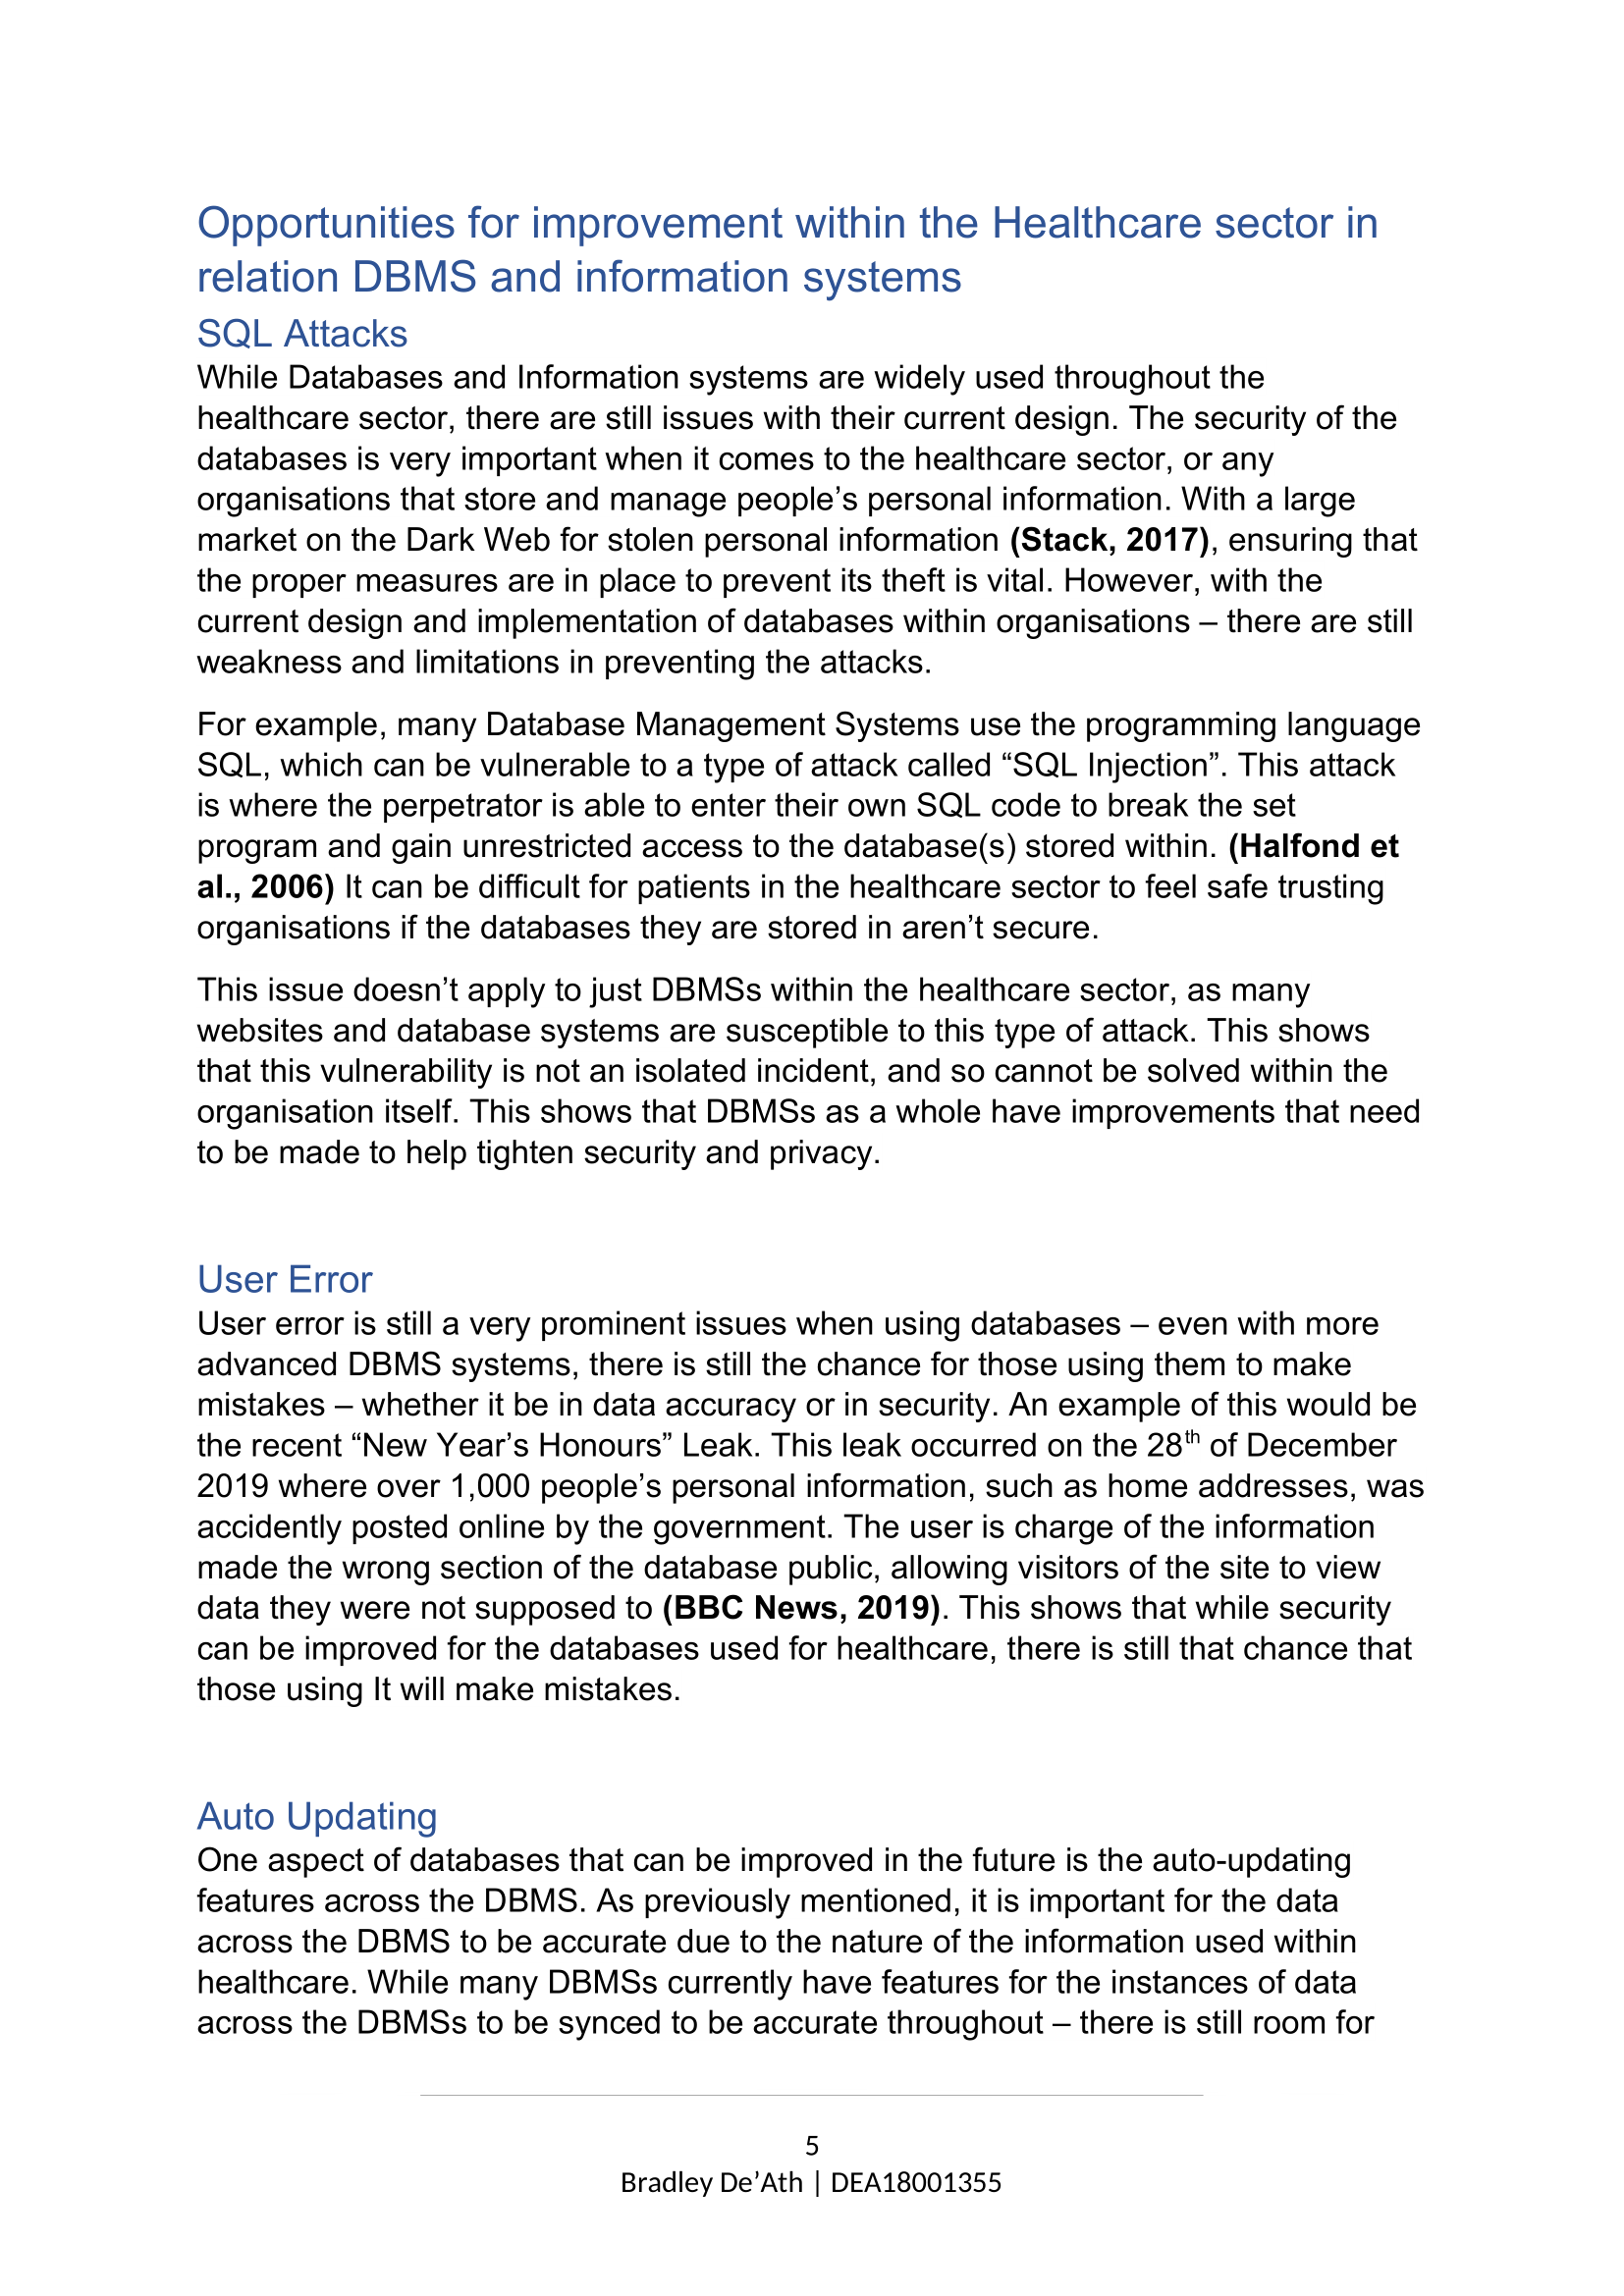 Opportunities for improvement within the Healthcare sector in
relation DBMS and information systems
SQL Attacks
While Databases and Information systems are widely used throughout the
healthcare sector, there are still issues with their current design. The security of the
databases is very important when it comes to the healthcare sector, or any
organisations that store and manage people’s personal information. With a large
market on the Dark Web for stolen personal information (Stack, 2017), ensuring that
the proper measures are in place to prevent its theft is vital. However, with the
current design and implementation of databases within organisations – there are still
weakness and limitations in preventing the attacks.
For example, many Database Management Systems use the programming language
SQL, which can be vulnerable to a type of attack called “SQL Injection”. This attack
is where the perpetrator is able to enter their own SQL code to break the set
program and gain unrestricted access to the database(s) stored within. (Halfond et
al., 2006) It can be difficult for patients in the healthcare sector to feel safe trusting
organisations if the databases they are stored in aren’t secure.
This issue doesn’t apply to just DBMSs within the healthcare sector, as many
websites and database systems are susceptible to this type of attack. This shows
that this vulnerability is not an isolated incident, and so cannot be solved within the
organisation itself. This shows that DBMSs as a whole have improvements that need
to be made to help tighten security and privacy.
User Error
User error is still a very prominent issues when using databases – even with more
advanced DBMS systems, there is still the chance for those using them to make
mistakes – whether it be in data accuracy or in security. An example of this would be
the recent “New Year’s Honours” Leak. This leak occurred on the 28th of December
2019 where over 1,000 people’s personal information, such as home addresses, was
accidently posted online by the government. The user is charge of the information
made the wrong section of the database public, allowing visitors of the site to view
data they were not supposed to (BBC News, 2019). This shows that while security
can be improved for the databases used for healthcare, there is still that chance that
those using It will make mistakes.
Auto Updating
One aspect of databases that can be improved in the future is the auto-updating
features across the DBMS. As previously mentioned, it is important for the data
across the DBMS to be accurate due to the nature of the information used within
healthcare. While many DBMSs currently have features for the instances of data
across the DBMSs to be synced to be accurate throughout – there is still room for
5
Bradley De’Ath | DEA18001355